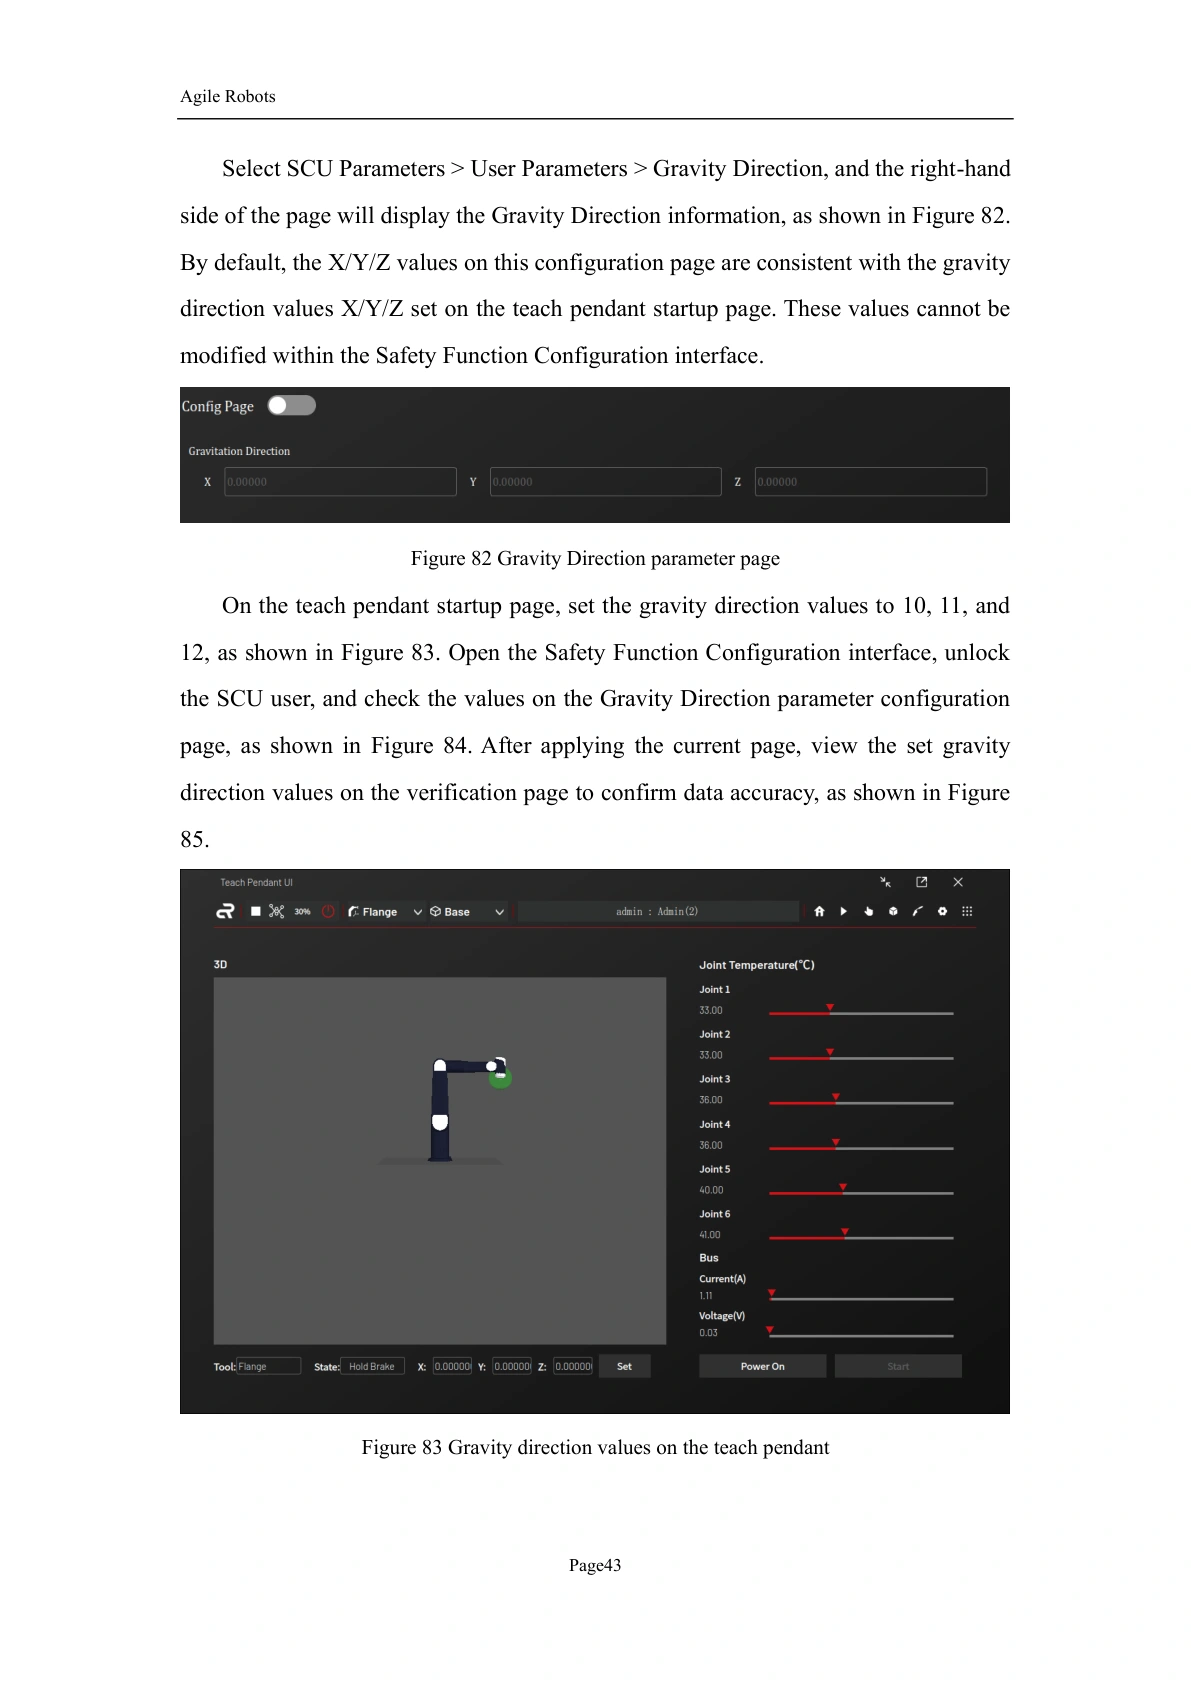 Agile Robots
Select SCU Parameters > User Parameters > Gravity Direction, and the right-hand
side of the page will display the Gravity Direction information, as shown in Figure 82.
By default, the X/Y/Z values on this configuration page are consistent with the gravity
direction values X/Y/Z set on the teach pendant startup page. These values cannot be
modified within the Safety Function Configuration interface.
Config Page
Gravitation Direction
X 0.00000 Y 0.00000 Z 0.00000
Figure 82 Gravity Direction parameter page
On the teach pendant startup page, set the gravity direction values to 10, 11, and
12, as shown in Figure 83. Open the Safety Function Configuration interface, unlock
the SCU user, and check the values on the Gravity Direction parameter configuration
page, as shown in Figure 84. After applying the current page, view the set gravity
direction values on the verification page to confirm data accuracy, as shown in Figure
85.
Teach Pendant UI
30% Flange Base admin : Admin(2)
3D
Joint Temperature(℃)
Joint 1
33.00
Joint 2
33.00
Joint 3
36.00
Joint 4
36.00
Joint 5
40.00
Joint 6
41.00
Bus
Current(A)
1.11
Voltage(V)
0.03
Tool: Flange State: Hold Brake X: 0.00000 Y: 0.00000 Z: 0.00000 Set Power On Start
Figure 83 Gravity direction values on the teach pendant
Page43